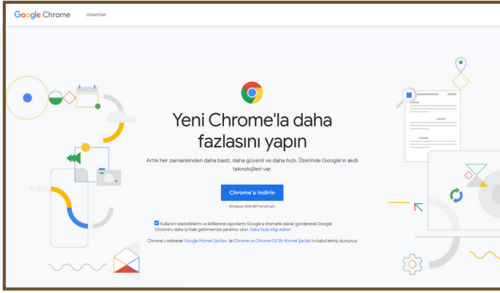 Google Chrome
Yeni Chrome'la daha
fazlasını yapın
Artık her zamankinden daha basit, daha güvenli ve daha hızlı. Üzerinde Google'ın akıllı
teknolojileri var.
Chrome'u indirin
Kullanım istatistiklerini ve kilitlenme raporlarını Google'a otomatik olarak göndererek Google
Chrome'u daha iyi hale getirmemize yardımcı olun. Daha fazla bilgi edinin
Chrome'u indirerek Google Hizmet Şartları ile Chrome ve Chrome OS Ek Hizmet Şartları'nı kabul etmiş olursunuz